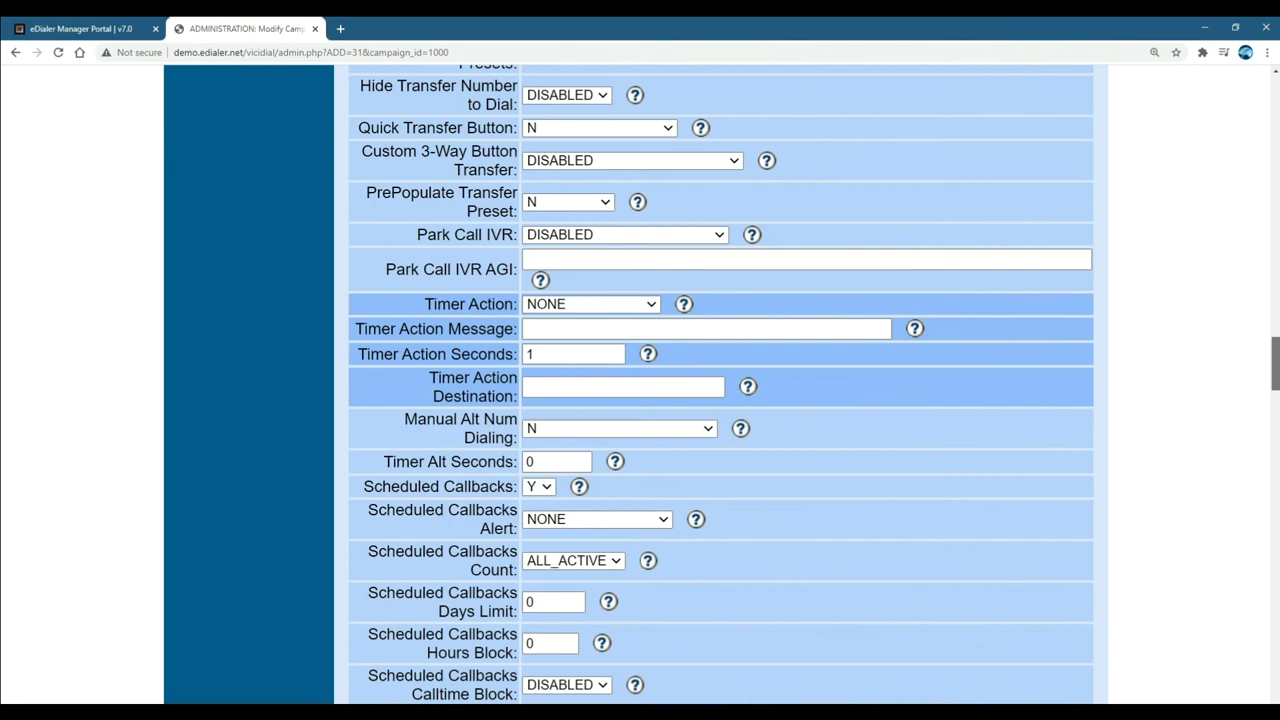 eDialer Manager Portal | v7.0
ADMINISTRATION: Modify Camp
Not secure
demo.edialer.net/vicidial/admin.php?ADD=31&campaign_id=1000
Presets:
Hide Transfer Number
to Dial:
DISABLED
?
Quick Transfer Button:
N
?
Custom 3-Way Button
Transfer:
DISABLED
?
PrePopulate Transfer
Preset:
N
?
Park Call IVR:
DISABLED
?
Park Call IVR AGI:
?
Timer Action:
NONE
?
Timer Action Message:
?
Timer Action Seconds:
1
?
Timer Action
Destination:
?
Manual Alt Num
Dialing:
N
?
Timer Alt Seconds:
0
?
Scheduled Callbacks:
Y
?
Scheduled Callbacks
Alert:
NONE
?
Scheduled Callbacks
Count:
ALL_ACTIVE
?
Scheduled Callbacks
Days Limit:
0
?
Scheduled Callbacks
Hours Block:
0
?
Scheduled Callbacks
Calltime Block:
DISABLED
?